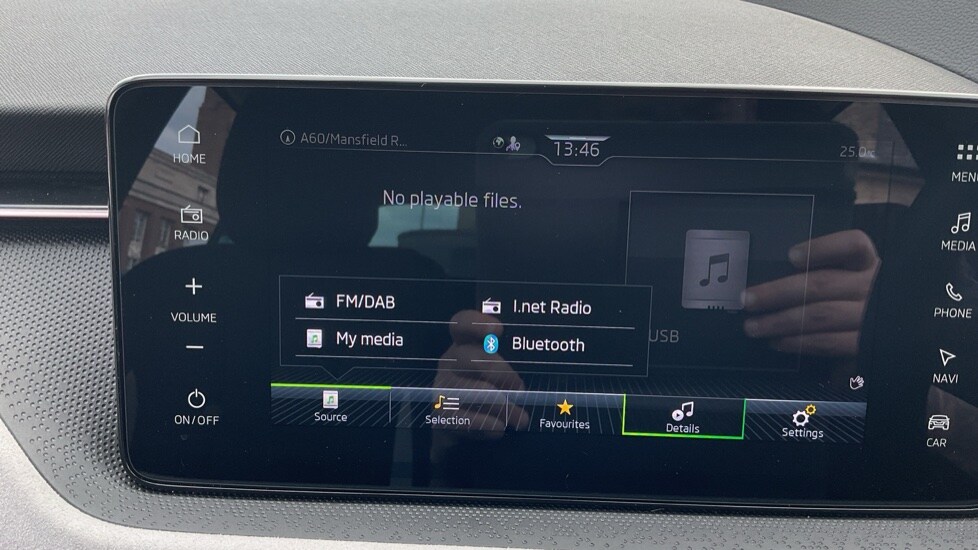 A60/Mansfield R...
13:46
25.0°C
HOME
RADIO
+
VOLUME
−
ON/OFF
No playable files.
FM/DAB
I.net Radio
My media
Bluetooth
USB
Source
Selection
Favourites
Details
Settings
MENU
MEDIA
PHONE
NAVI
CAR